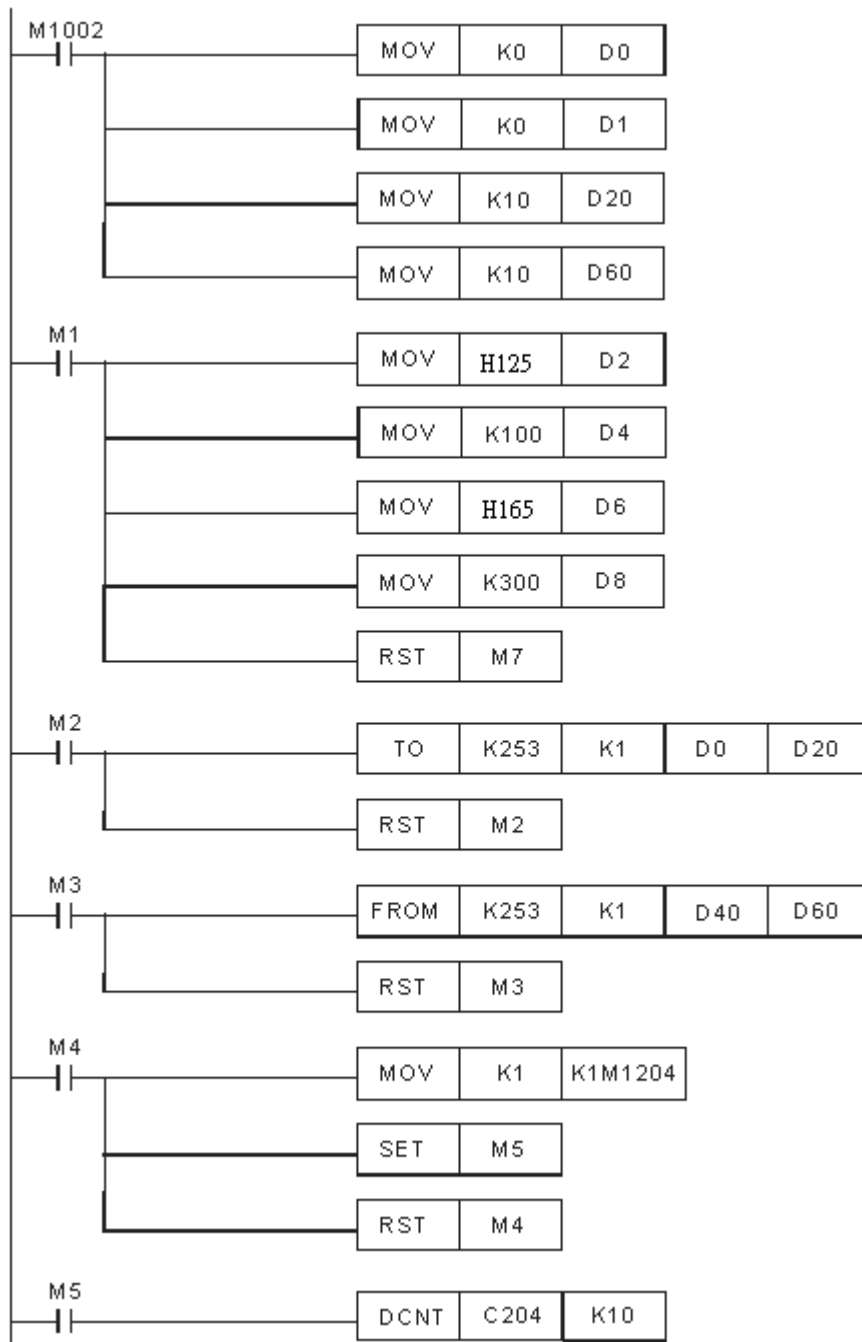 M1002
MOV K0 D0
MOV K0 D1
MOV K10 D20
MOV K10 D60
M1
MOV H125 D2
MOV K100 D4
MOV H165 D6
MOV K300 D8
RST M7
M2
TO K253 K1 D0 D20
RST M2
M3
FROM K253 K1 D40 D60
RST M3
M4
MOV K1 K1M1204
SET M5
RST M4
M5
DCNT C204 K10